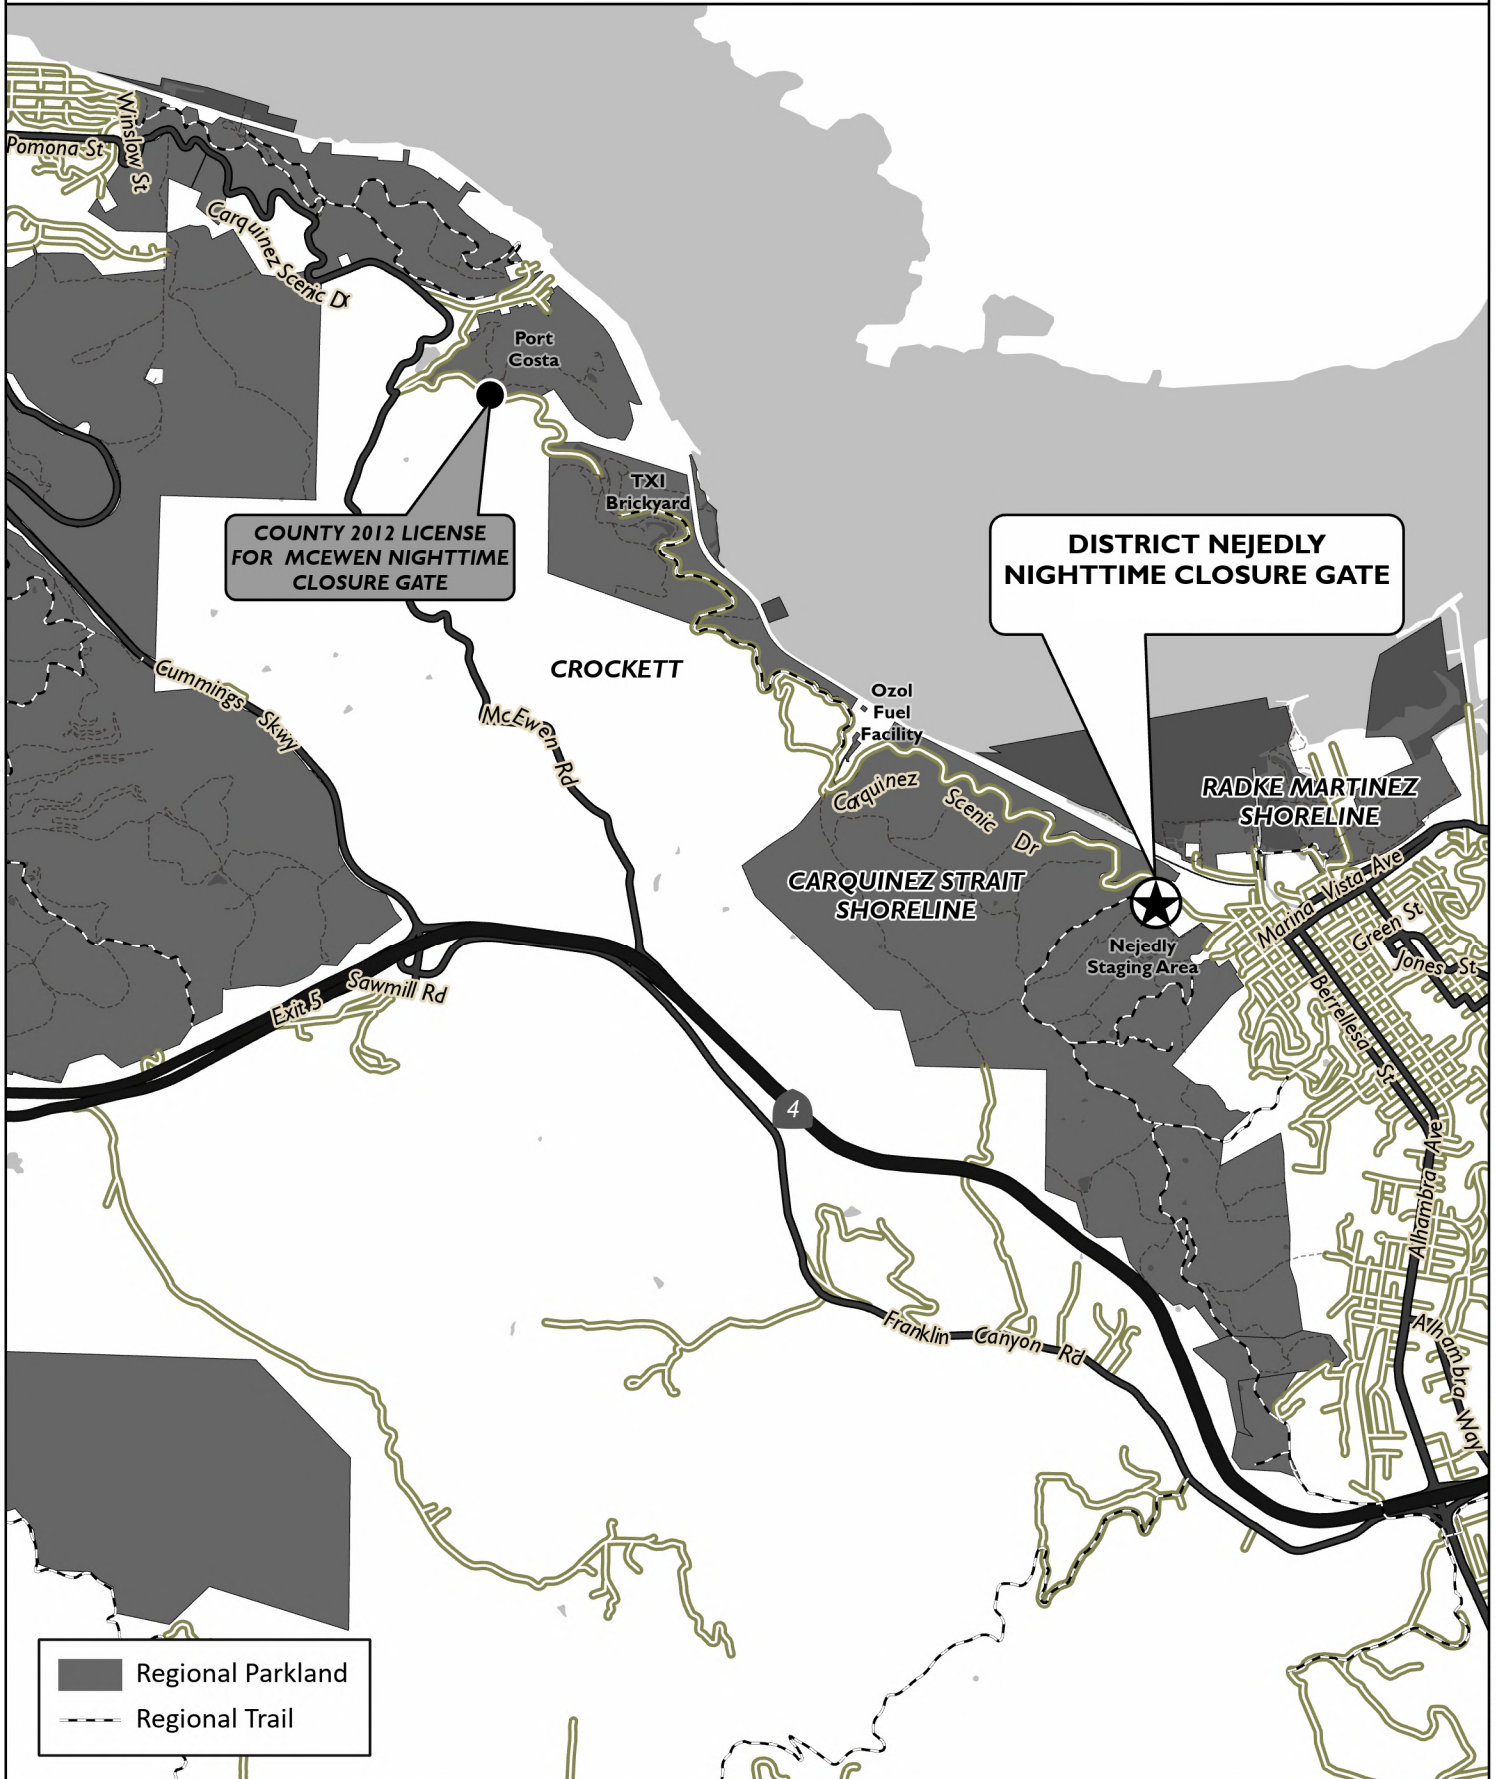 Winslow St
Pomona St
Carquinez Scenic Dr
Port
Costa
TXI
Brickyard
COUNTY 2012 LICENSE
FOR MCEWEN NIGHTTIME
CLOSURE GATE
DISTRICT NEJEDLY
NIGHTTIME CLOSURE GATE
CROCKETT
Cummings Skwy
McEwen Rd
Ozol
Fuel
Facility
Carquinez Scenic Dr
RADKE MARTINEZ
SHORELINE
CARQUINEZ STRAIT
SHORELINE
Marina Vista Ave
Green St
Jones St
Nejedly
Staging Area
Berrellesa St
Sawmill Rd
Exit 5
4
Alhambra Ave
Franklin Canyon Rd
Alhambra Way
Regional Parkland
Regional Trail